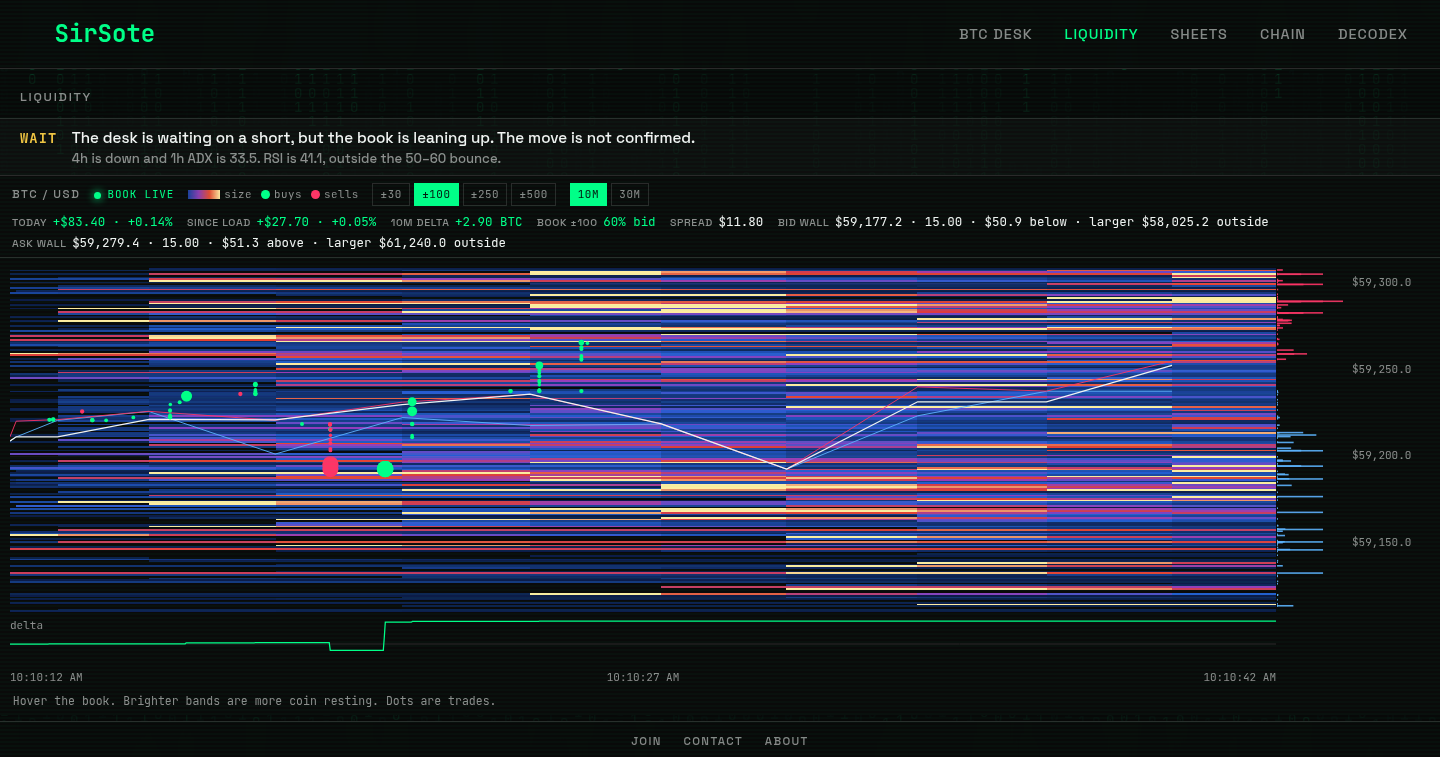 SirSote
BTC DESK LIQUIDITY SHEETS CHAIN DECODEX
LIQUIDITY
WAIT The desk is waiting on a short, but the book is leaning up. The move is not confirmed.
4h is down and 1h ADX is 33.5. RSI is 41.1, outside the 50–60 bounce.
BTC / USD BOOK LIVE size buys sells ±30 ±100 ±250 ±500 10M 30M
TODAY +$83.40 · +0.14% SINCE LOAD +$27.70 · +0.05% 10M DELTA +2.90 BTC BOOK ±100 60% bid SPREAD $11.80 BID WALL $59,177.2 · 15.00 · $50.9 below · larger $58,025.2 outside
ASK WALL $59,279.4 · 15.00 · $51.3 above · larger $61,240.0 outside
$59,300.0
$59,250.0
$59,200.0
$59,150.0
delta
10:10:12 AM 10:10:27 AM 10:10:42 AM
Hover the book. Brighter bands are more coin resting. Dots are trades.
JOIN CONTACT ABOUT